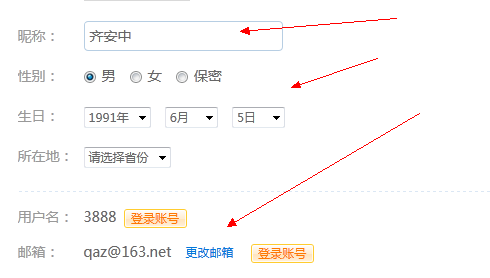 昵称： 齐安中
性别： 男 女 保密
生日： 1991年 6月 5日
所在地： 请选择省份
用户名： 3888 登录账号
邮箱： qaz@163.net 更改邮箱 登录账号